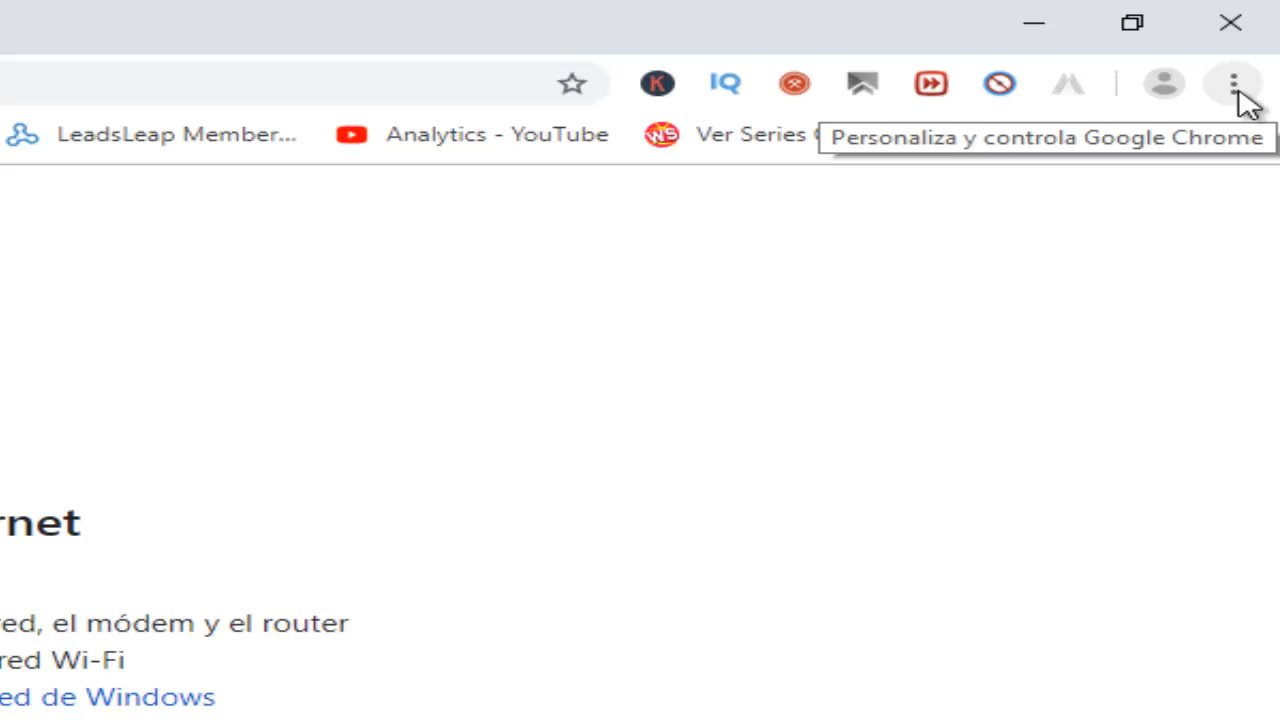 K IQ
LeadsLeap Member... Analytics - YouTube WS Ver Series
Personaliza y controla Google Chrome
rnet
red, el módem y el router
red Wi-Fi
ed de Windows